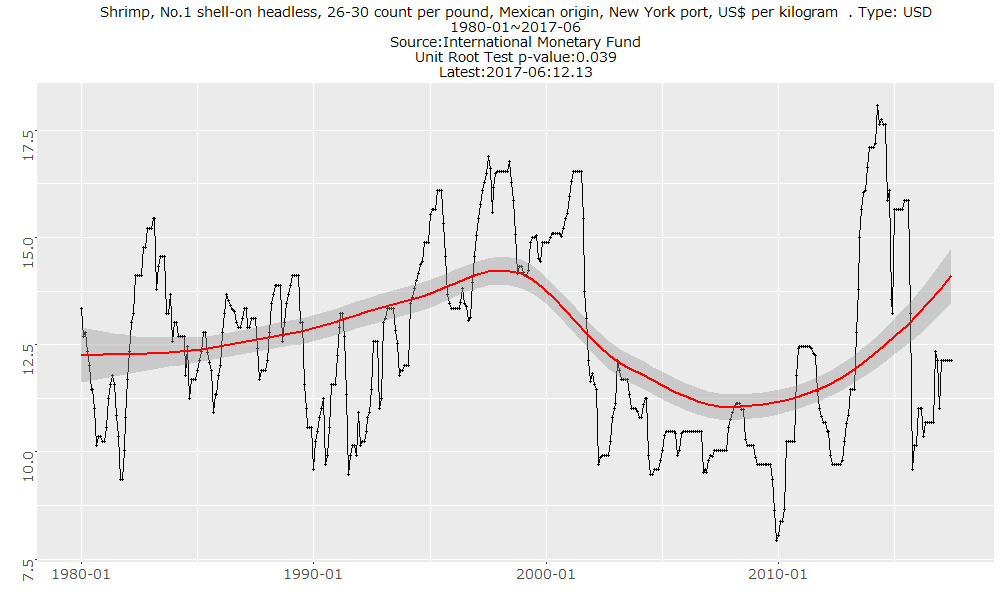 Shrimp, No.1 shell-on headless, 26-30 count per pound, Mexican origin, New York port, US$ per kilogram  . Type: USD
1980-01~2017-06
Source:International Monetary Fund
Unit Root Test p-value:0.039
Latest:2017-06:12.13
17.5
15.0
12.5
10.0
7.5
1980-01
1990-01
2000-01
2010-01